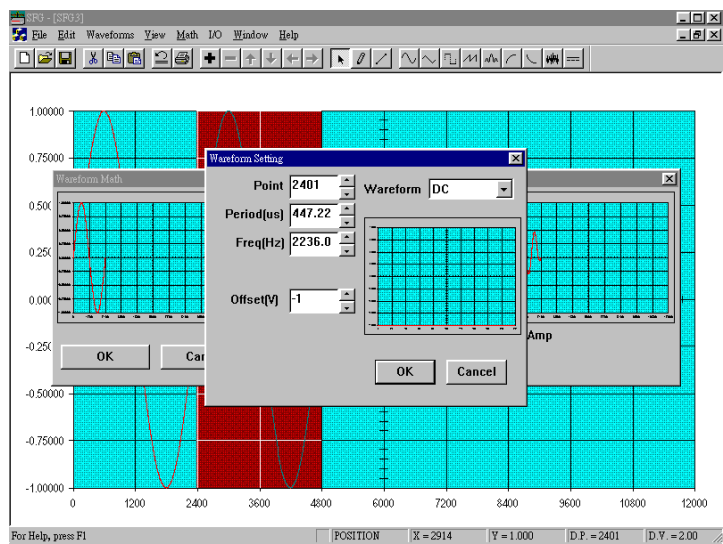 SFG - [SFG3]
File Edit Waveforms View Math I/O Window Help
1.00000
0.75000
0.500
0.250
0.000
-0.250
-0.50000
-0.75000
-1.00000
0 1200 2400 3600 4800 6000 7200 8400 9600 10800 12000
Waveform Math
OK
Can
Amp
Waveform Setting
Point 2401
Waveform DC
Period(us) 447.22
Freq(Hz) 2236.0
Offset(V) -1
OK Cancel
For Help, press F1
POSITION X = 2914 Y = 1.000 D.P. = 2401 D.V. = 2.00